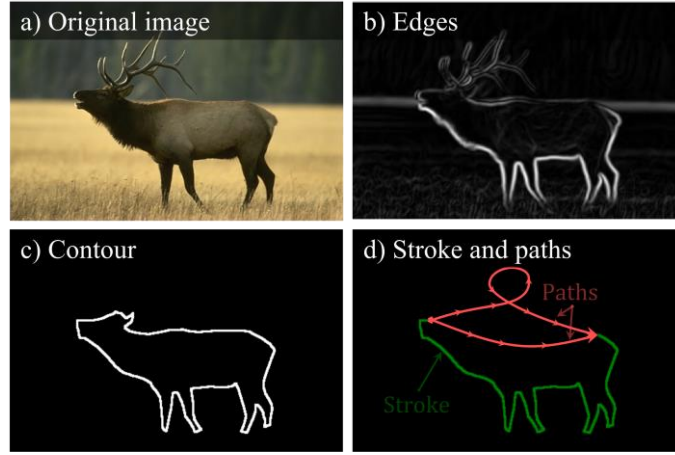 a) Original image
b) Edges
c) Contour
d) Stroke and paths
Paths
Stroke